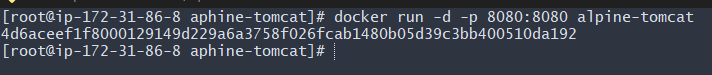 [root@ip-172-31-86-8 aphine-tomcat]# docker run -d -p 8080:8080 alpine-tomcat
4d6aceef1f8000129149d229a6a3758f026fcab1480b05d39c3bb400510da192
[root@ip-172-31-86-8 aphine-tomcat]#